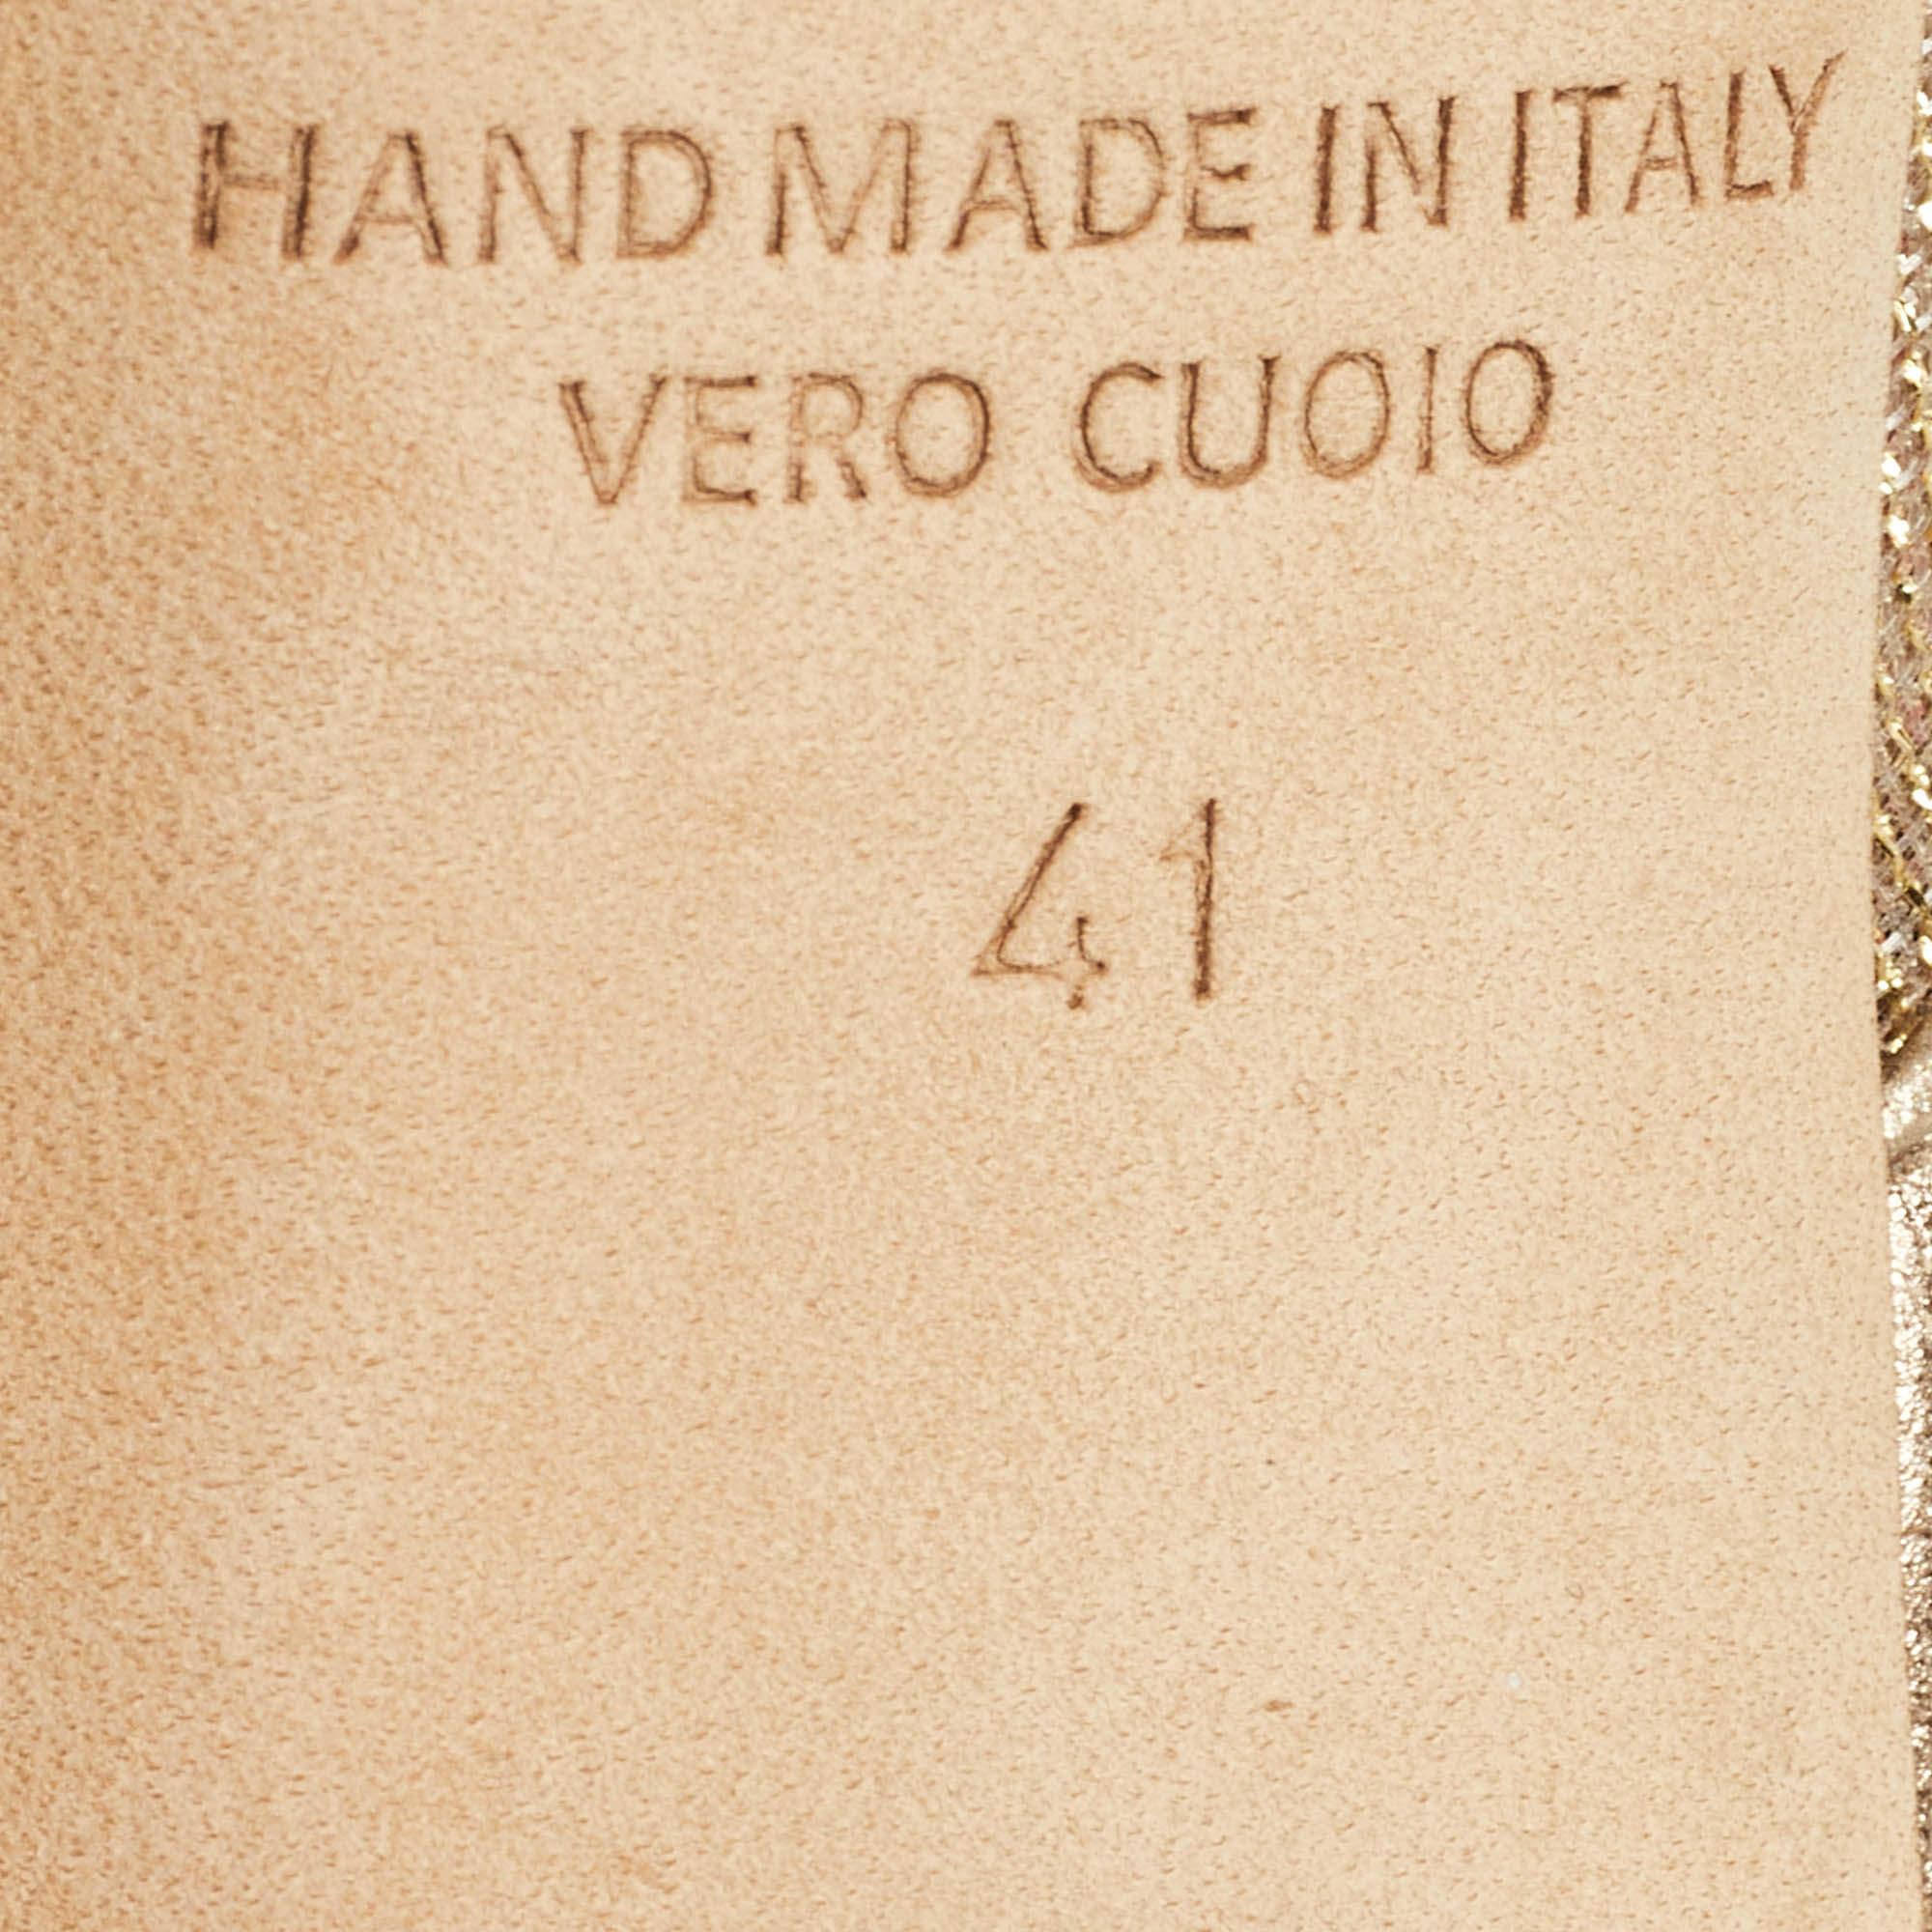 HAND MADE IN ITALY
VERO CUOIO
41